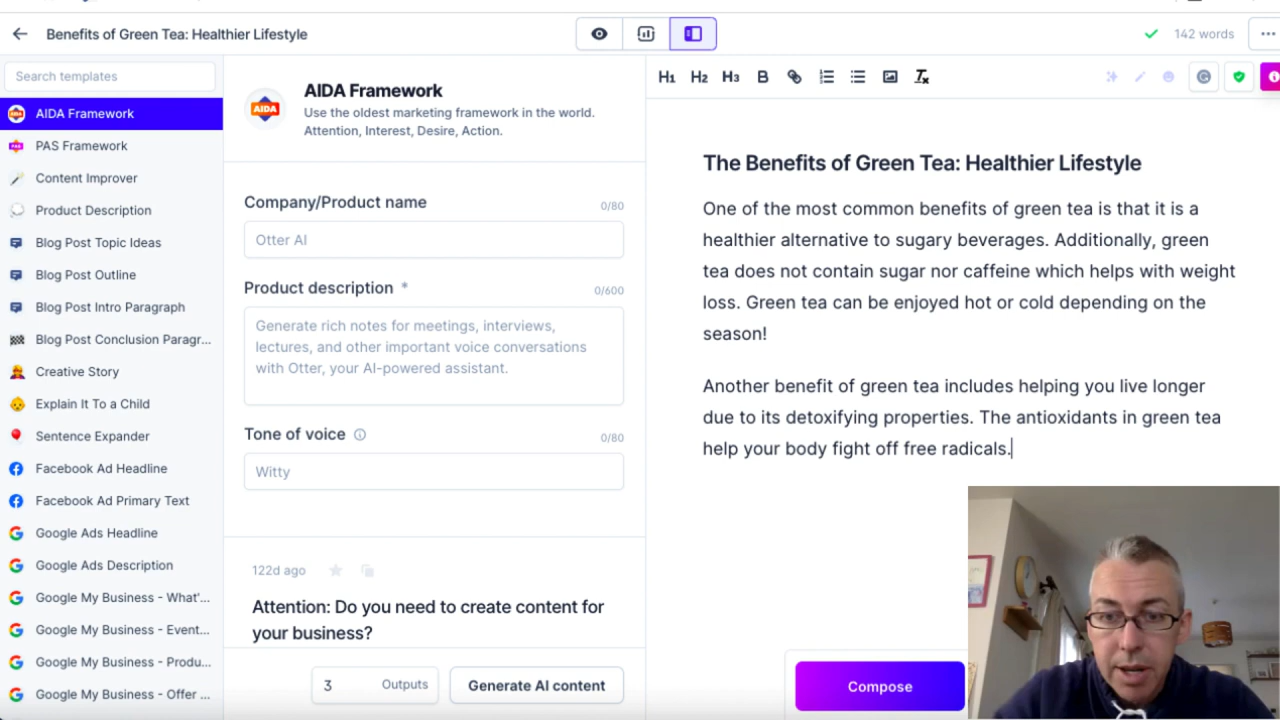 Benefits of Green Tea: Healthier Lifestyle
142 words
Search templates
AIDA Framework
PAS Framework
Content Improver
Product Description
Blog Post Topic Ideas
Blog Post Outline
Blog Post Intro Paragraph
Blog Post Conclusion Paragr...
Creative Story
Explain It To a Child
Sentence Expander
Facebook Ad Headline
Facebook Ad Primary Text
Google Ads Headline
Google Ads Description
Google My Business - What'...
Google My Business - Event...
Google My Business - Produ...
Google My Business - Offer ...
AIDA
AIDA Framework
Use the oldest marketing framework in the world.
Attention, Interest, Desire, Action.
Company/Product name
0/80
Otter AI
Product description *
0/600
Generate rich notes for meetings, interviews,
lectures, and other important voice conversations
with Otter, your AI-powered assistant.
Tone of voice
0/80
Witty
122d ago
Attention: Do you need to create content for
your business?
3 Outputs
Generate AI content
H1 H2 H3 B
The Benefits of Green Tea: Healthier Lifestyle
One of the most common benefits of green tea is that it is a
healthier alternative to sugary beverages. Additionally, green
tea does not contain sugar nor caffeine which helps with weight
loss. Green tea can be enjoyed hot or cold depending on the
season!
Another benefit of green tea includes helping you live longer
due to its detoxifying properties. The antioxidants in green tea
help your body fight off free radicals.
Compose